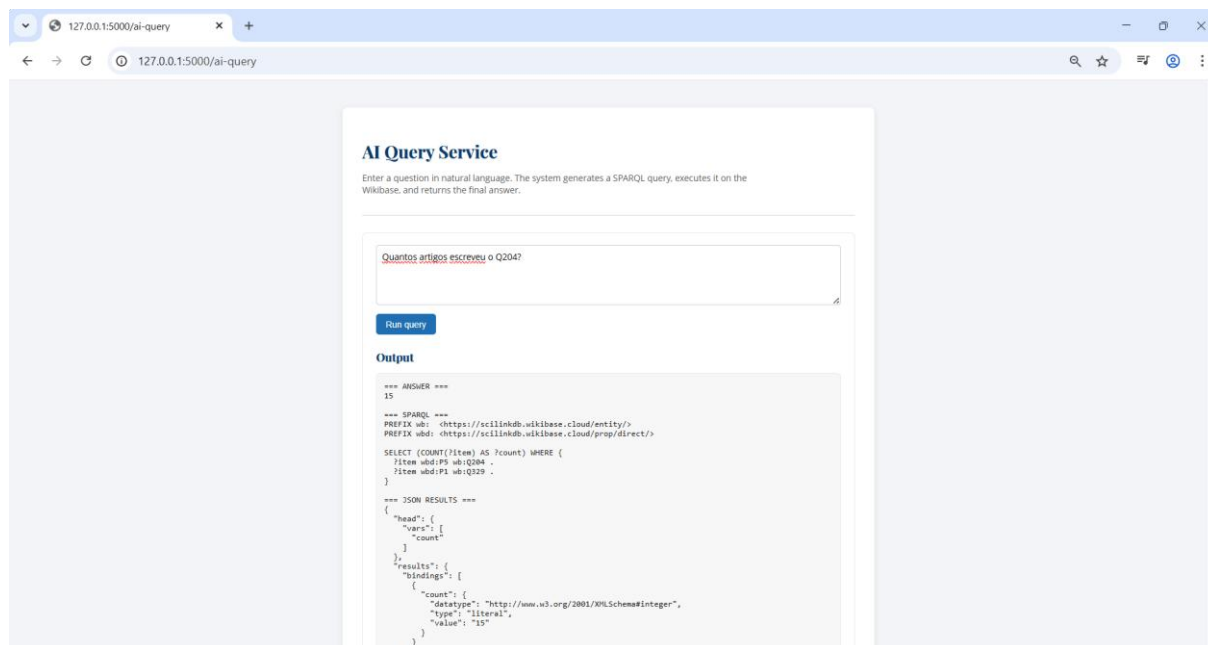 127.0.0.1:5000/ai-query
127.0.0.1:5000/ai-query
AI Query Service
Enter a question in natural language. The system generates a SPARQL query, executes it on the
Wikibase, and returns the final answer.
Quantos artigos escreveu o Q204?
Run query
Output
=== ANSWER ===
15
=== SPARQL ===
PREFIX wb:  <https://scilinkdb.wikibase.cloud/entity/>
PREFIX wbd: <https://scilinkdb.wikibase.cloud/prop/direct/>
SELECT (COUNT(?item) AS ?count) WHERE {
?item wbd:P5 wb:Q204 .
?item wbd:P1 wb:Q329 .
}
=== JSON RESULTS ===
{
"head": {
"vars": [
"count"
]
},
"results": {
"bindings": [
{
"count": {
"datatype": "http://www.w3.org/2001/XMLSchema#integer",
"type": "literal",
"value": "15"
}
}